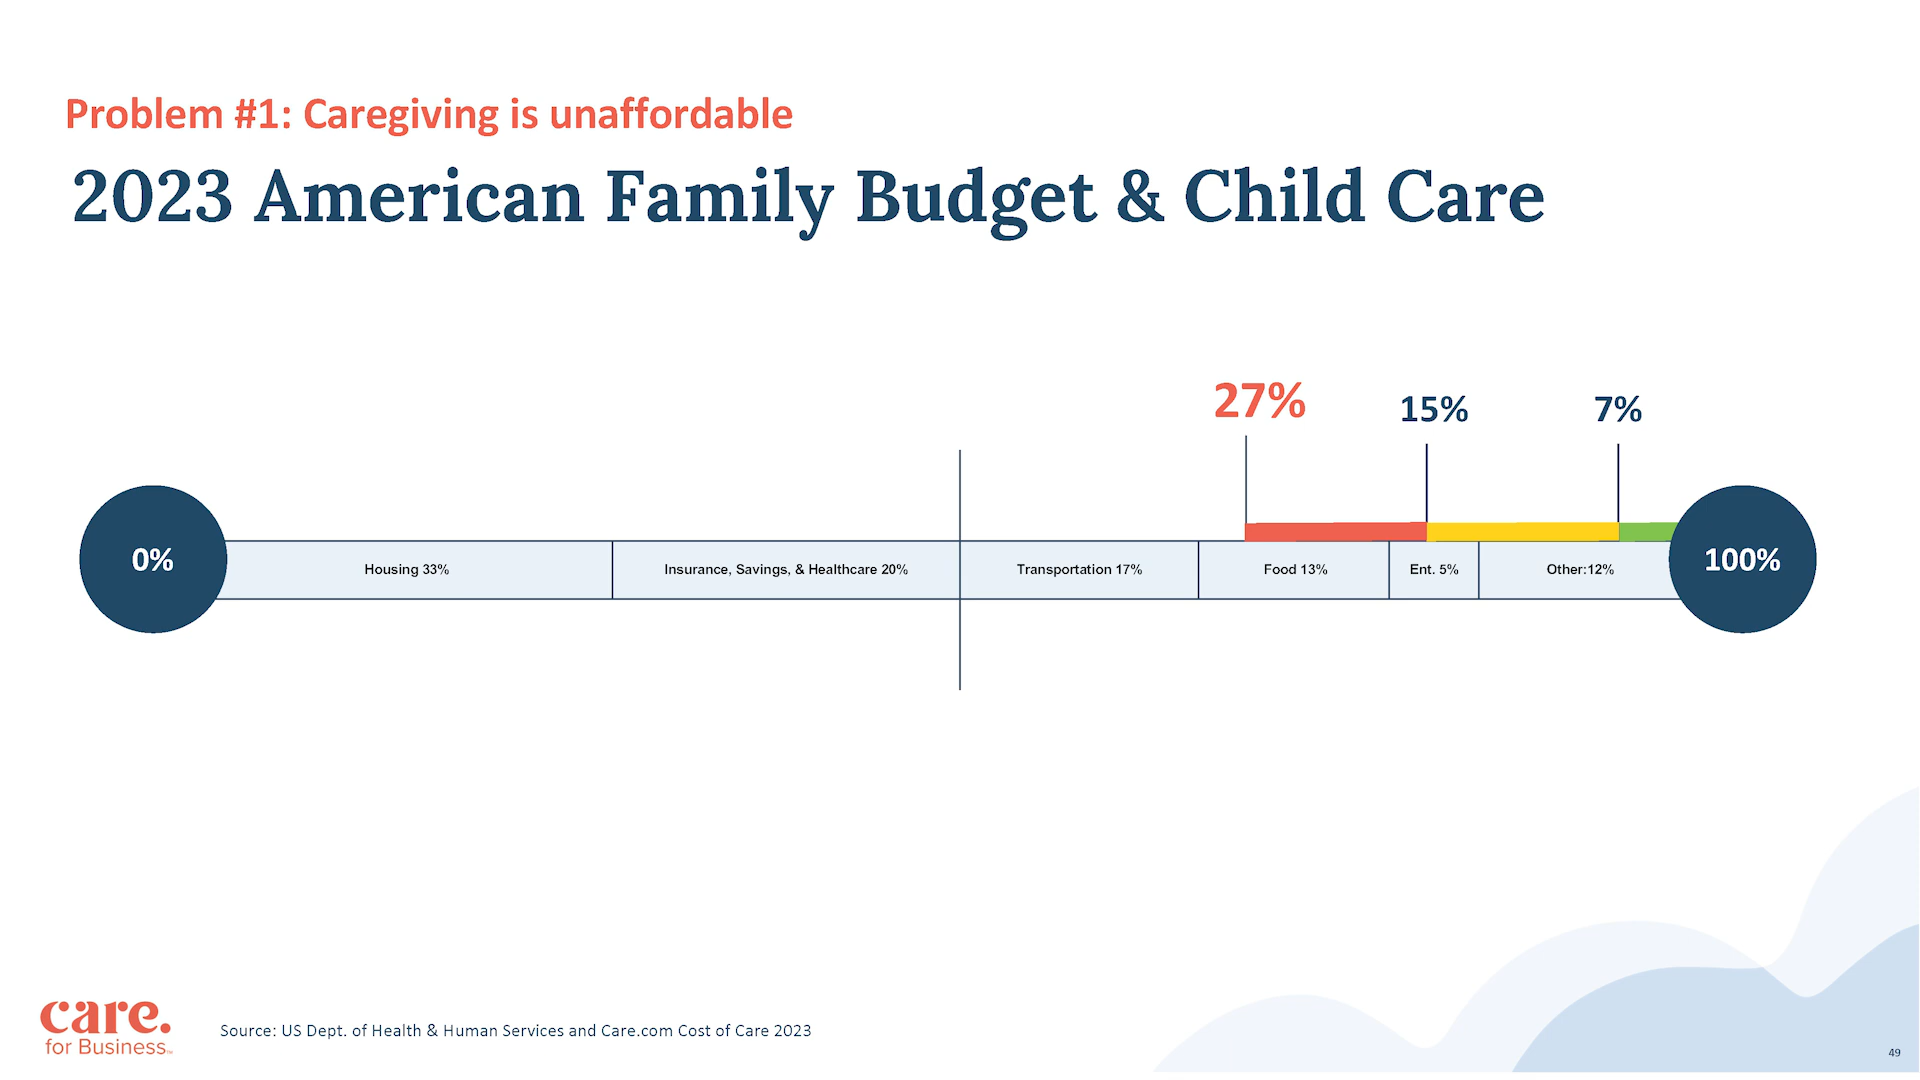 Problem #1: Caregiving is unaffordable
2023 American Family Budget & Child Care
27%
15%
7%
0%
Housing 33%
Insurance, Savings, & Healthcare 20%
Transportation 17%
Food 13%
Ent. 5%
Other:12%
100%
care.
for Business™
Source: US Dept. of Health & Human Services and Care.com Cost of Care 2023
49